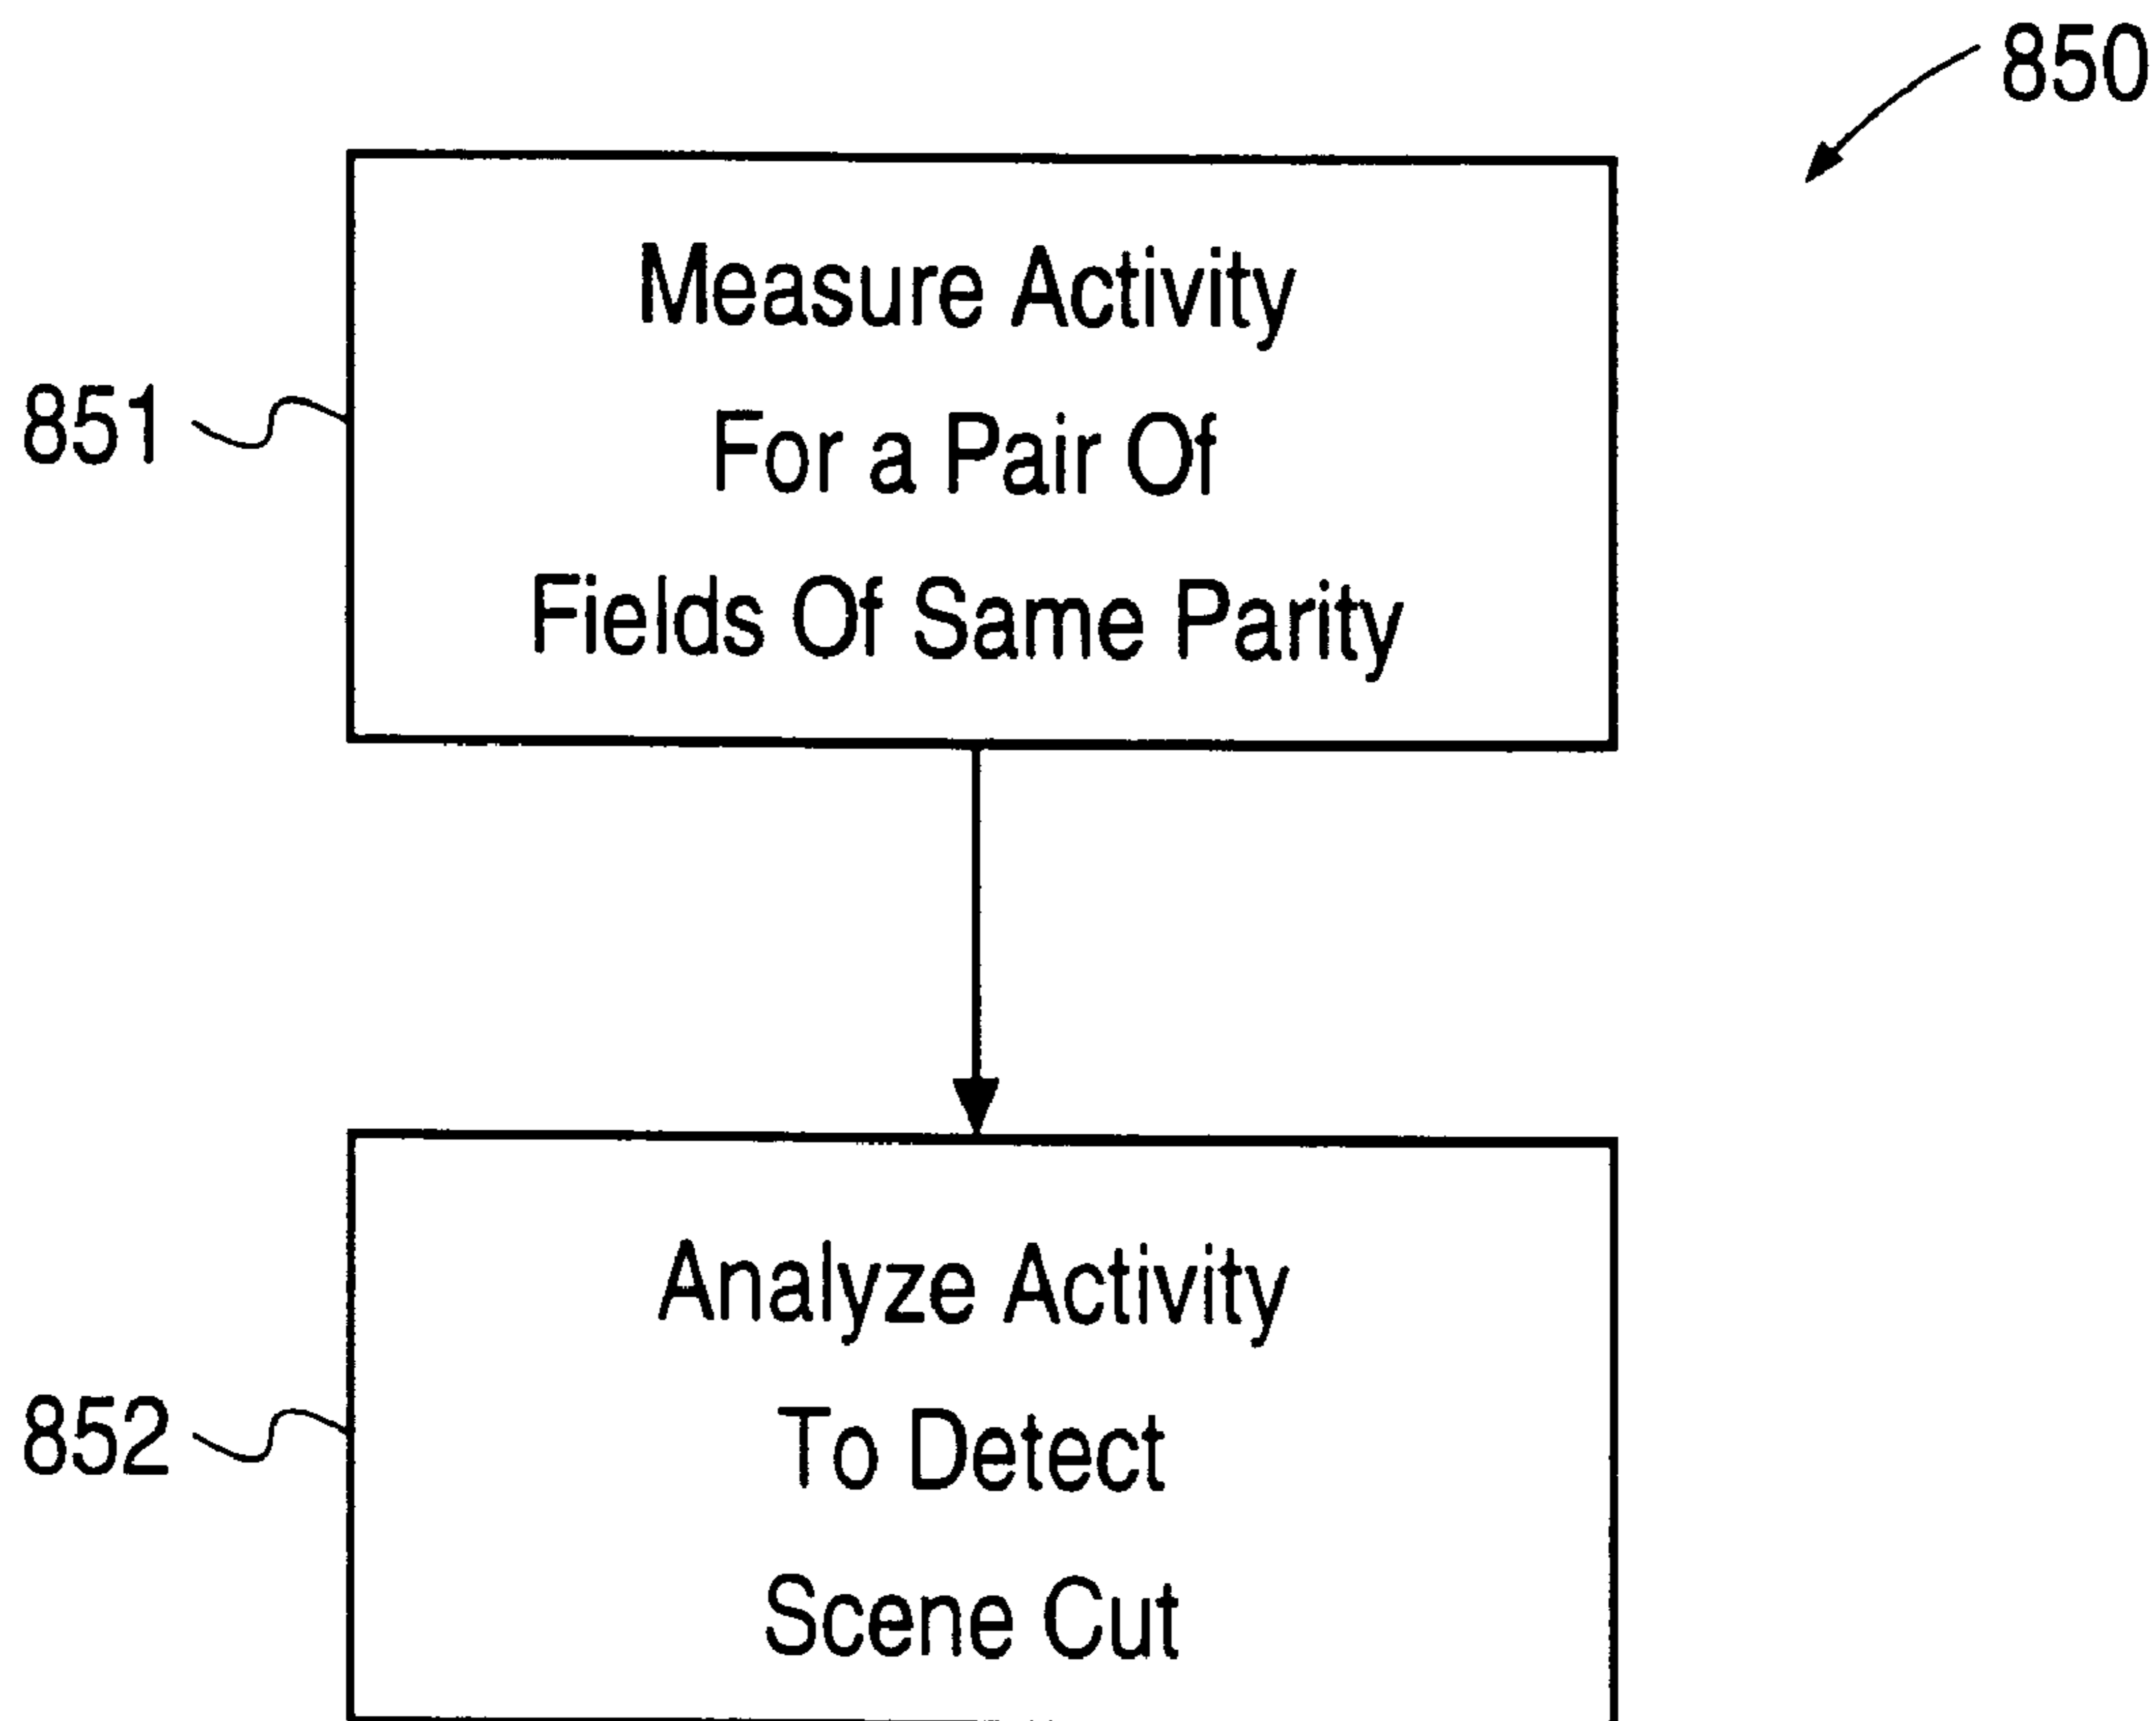 850
Measure Activity
For a Pair Of
Fields Of Same Parity
851
Analyze Activity
To Detect
Scene Cut
852